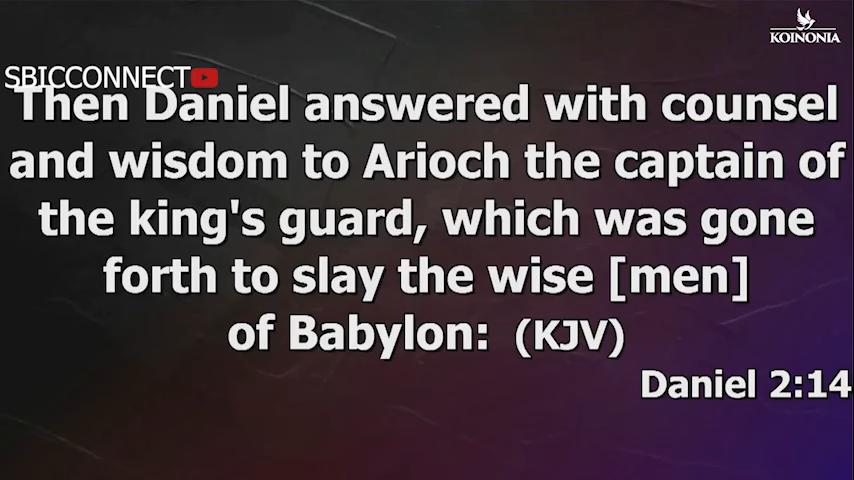 KOINONIA
SBICCONNECT
Then Daniel answered with counsel
and wisdom to Arioch the captain of
the king's guard, which was gone
forth to slay the wise [men]
of Babylon: (KJV)
Daniel 2:14